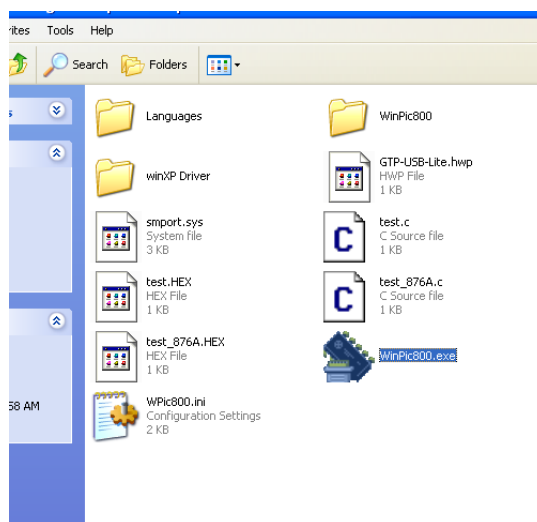 rites Tools Help
Search Folders
Languages
WinPic800
winXP Driver
GTP-USB-Lite.hwp
HWP File
1 KB
smport.sys
System file
3 KB
test.c
C Source file
1 KB
test.HEX
HEX File
1 KB
test_876A.c
C Source file
1 KB
test_876A.HEX
HEX File
1 KB
WinPic800.exe
WPic800.ini
Configuration Settings
2 KB
58 AM